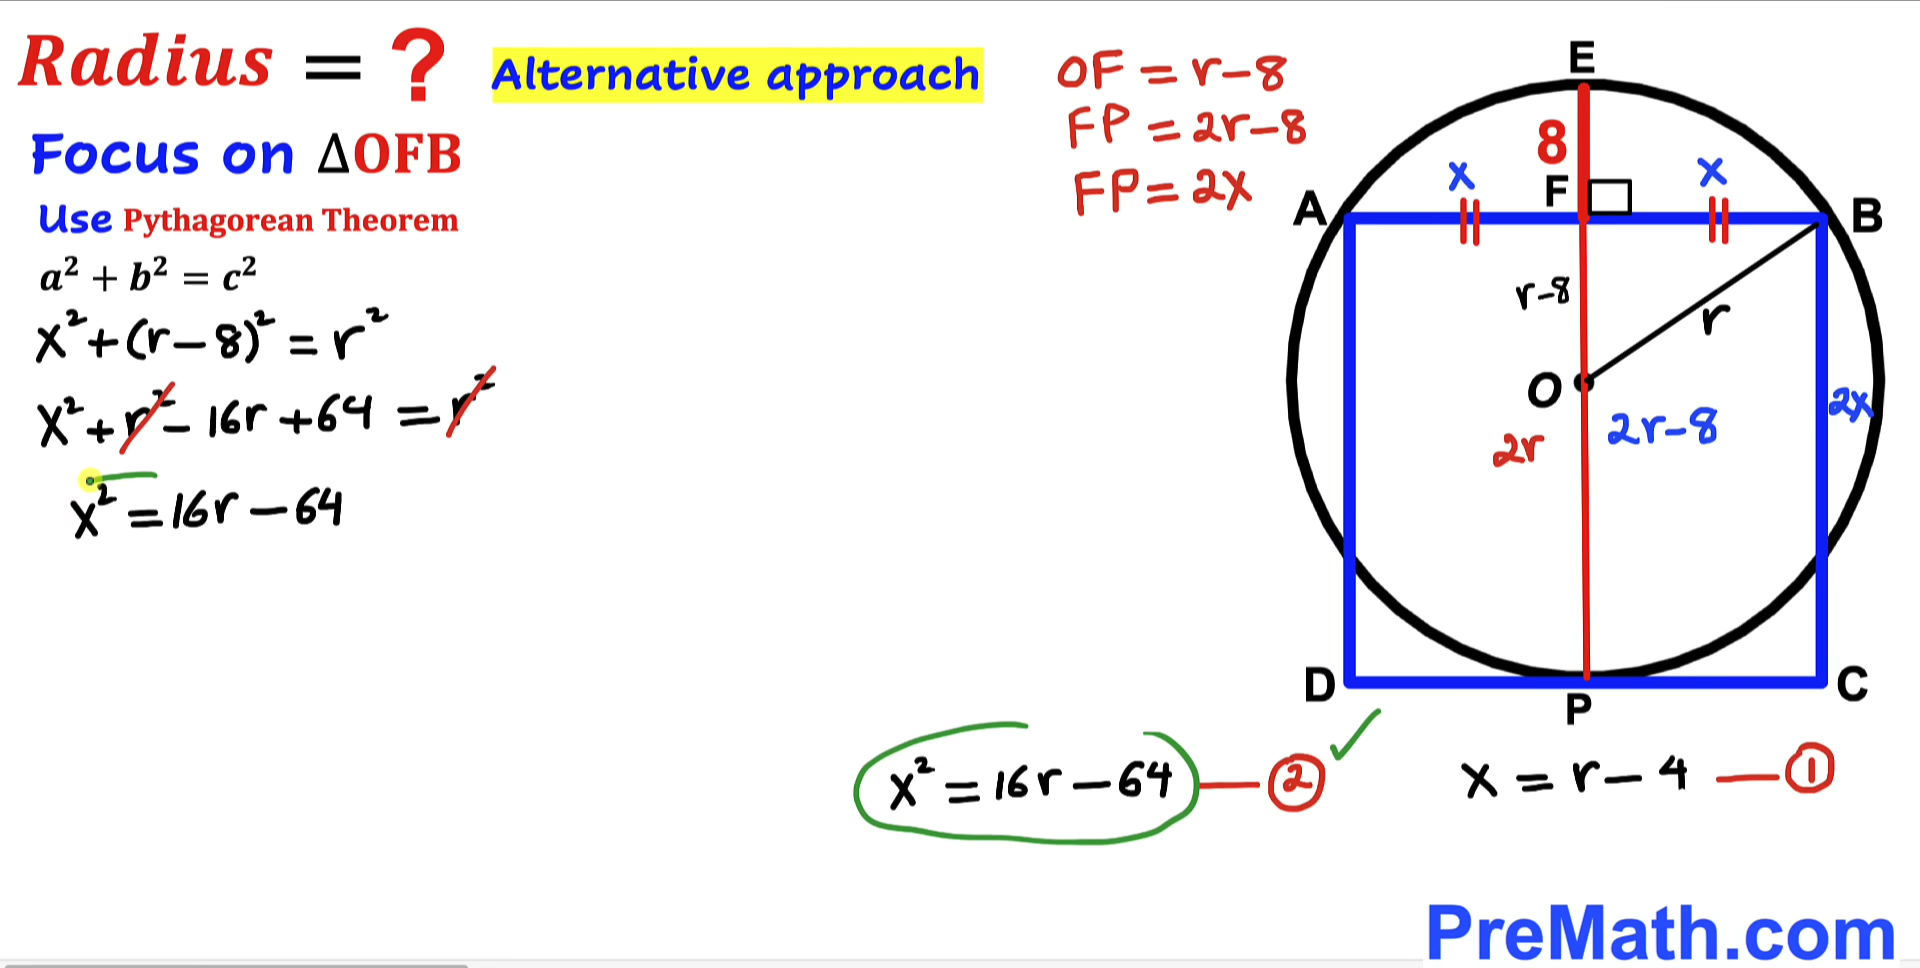 Radius = ?
Alternative approach
Focus on ΔOFB
Use Pythagorean Theorem
a² + b² = c²
x² + (r – 8)² = r²
x² + r² – 16r + 64 = r²
x² = 16r – 64
OF = r – 8
FP = 2r – 8
FP = 2x
E
8
x
F
x
A
B
r–8
r
O
2r
2r–8
2x
D
C
P
x² = 16r – 64 — ②
x = r – 4 — ①
PreMath.com